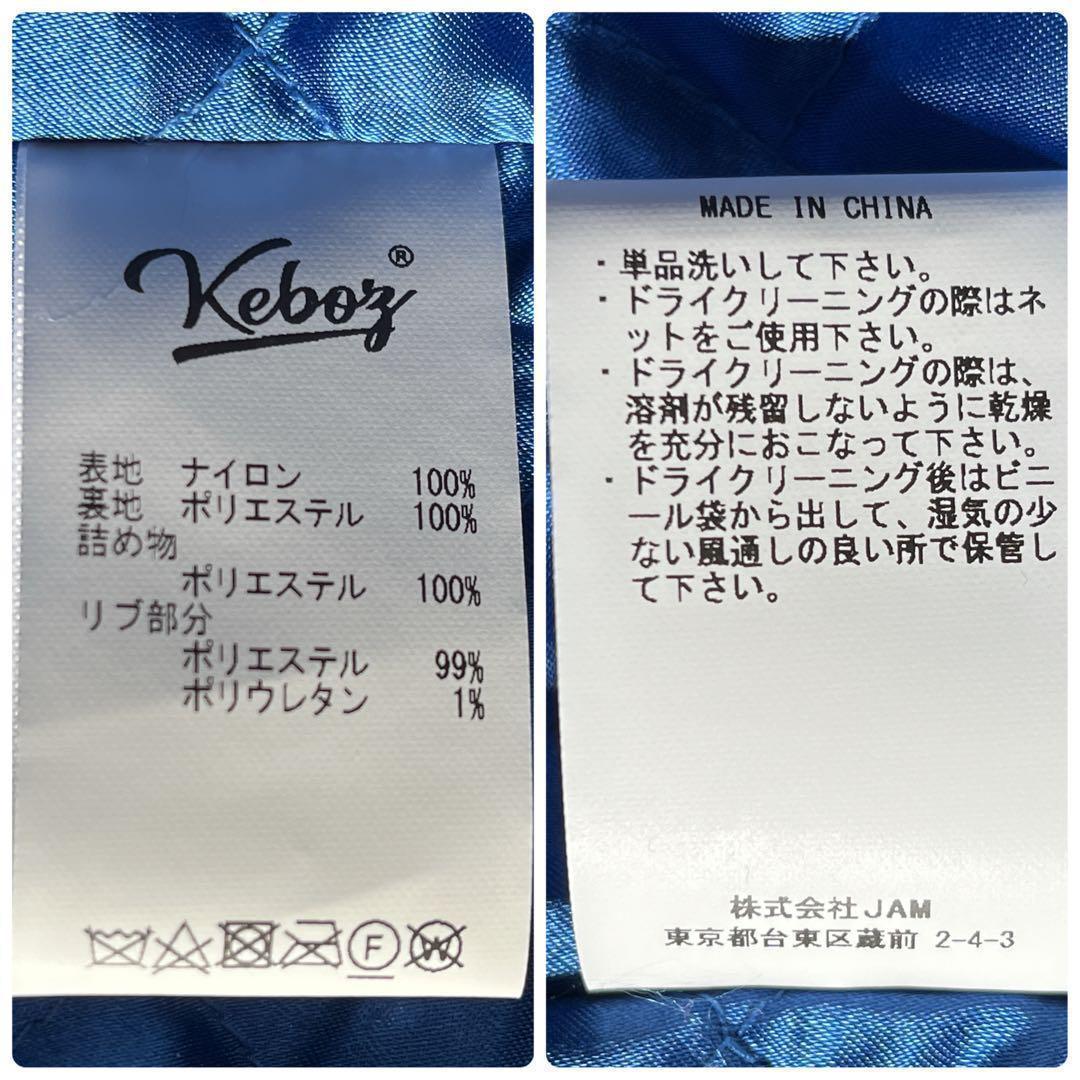 Keboz®
表地 ナイロン 100%
裏地 ポリエステル 100%
詰め物
ポリエステル 100%
リブ部分
ポリエステル 99%
ポリウレタン 1%
F W
MADE IN CHINA
・単品洗いして下さい。
・ドライクリーニングの際はネ
ットをご使用下さい。
・ドライクリーニングの際は、
溶剤が残留しないように乾燥
を充分におこなって下さい。
・ドライクリーニング後はビニ
ール袋から出して、湿気の少
ない風通しの良い所で保管し
て下さい。
株式会社JAM
東京都台東区蔵前 2-4-3